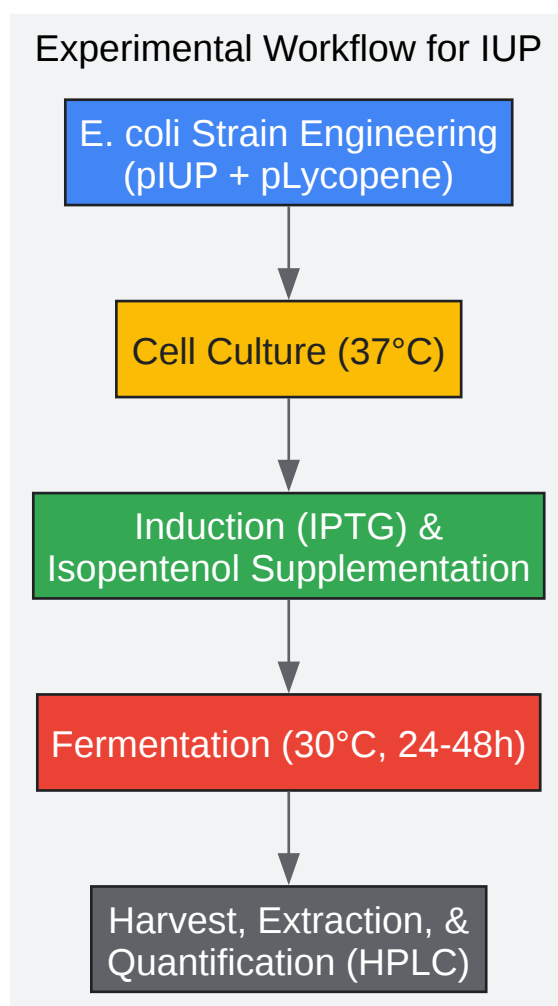 Experimental Workflow for IUP
E. coli Strain Engineering
(pIUP + pLycopene)
Cell Culture (37°C)
Induction (IPTG) &
Isopentenol Supplementation
Fermentation (30°C, 24-48h)
Harvest, Extraction, &
Quantification (HPLC)